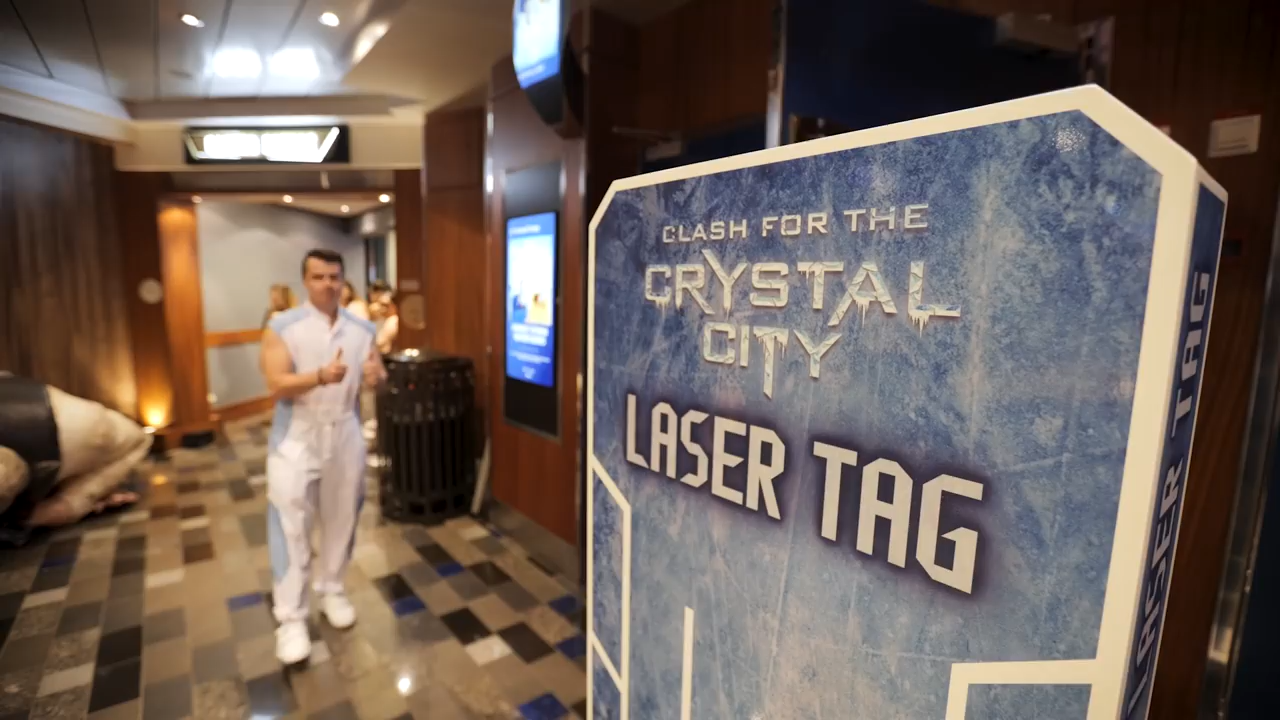 CLASH FOR THE
CRYSTAL
CITY
LASER TAG
LASER TAG